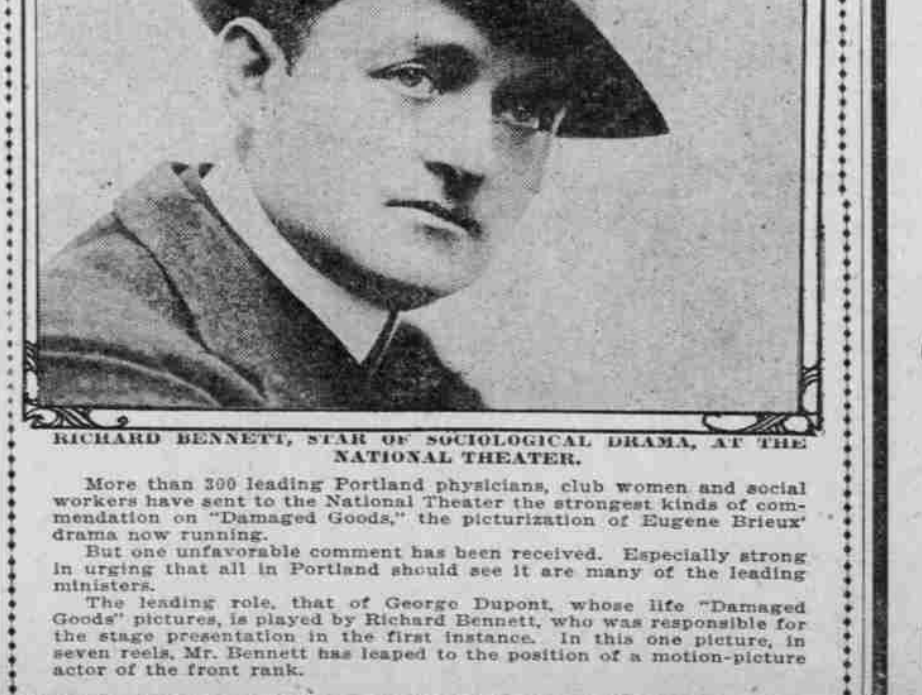 RICHARD BENNETT, STAR OF SOCIOLOGICAL DRAMA, AT THE
NATIONAL THEATER.
More than 300 leading Portland physicians, club women and social
workers have sent to the National Theater the strongest kinds of com-
mendation on "Damaged Goods," the picturization of Eugene Brieux'
drama now running.
But one unfavorable comment has been received. Especially strong
in urging that all in Portland should see it are many of the leading
ministers.
The leading role, that of George Dupont, whose life "Damaged
Goods" pictures, is played by Richard Bennett, who was responsible for
the stage presentation in the first instance. In this one picture, in
seven reels, Mr. Bennett has leaped to the position of a motion-picture
actor of the front rank.